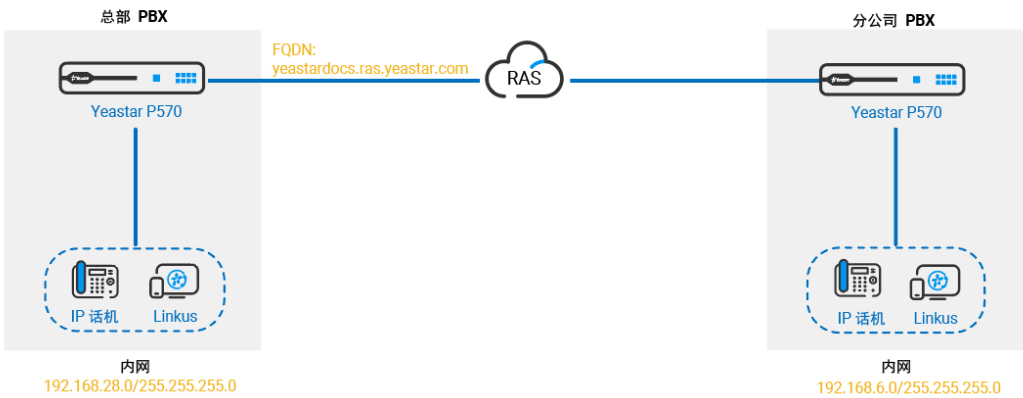 总部 PBX
分公司 PBX
FQDN:
yeastardocs.ras.yeastar.com
RAS
Yeastar P570
Yeastar P570
IP 话机
Linkus
IP 话机
Linkus
内网
192.168.28.0/255.255.255.0
内网
192.168.6.0/255.255.255.0